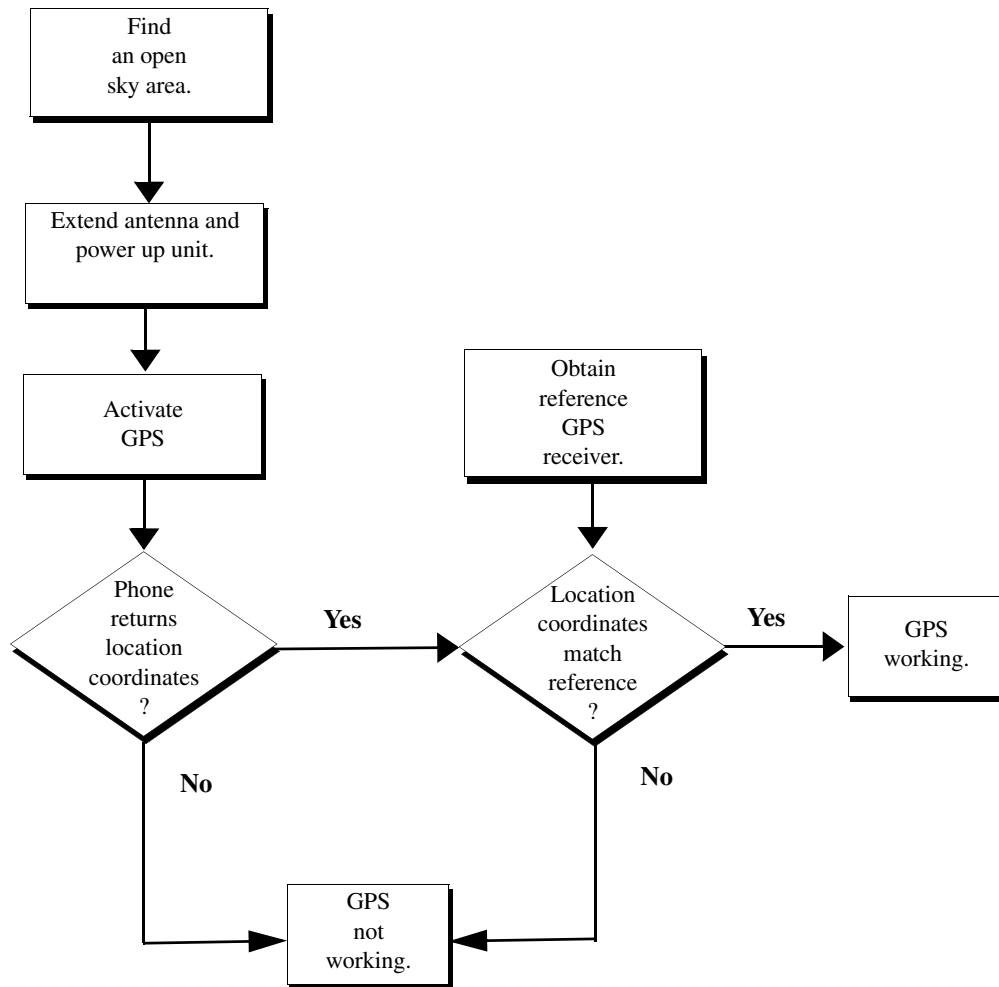 Find
an open
sky area.
Extend antenna and
power up unit.
Activate
GPS
Obtain
reference
GPS
receiver.
Phone
returns
location
coordinates
?
Yes
Location
coordinates
match
reference
?
Yes
GPS
working.
No
No
GPS
not
working.